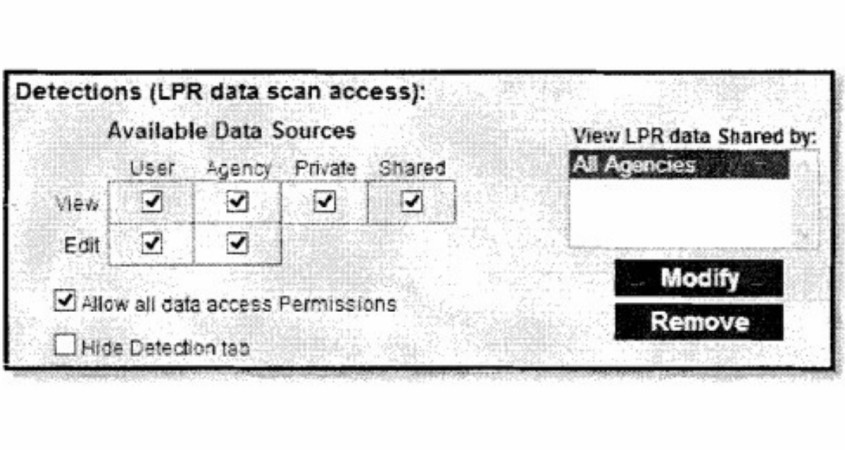 Detections (LPR data scan access):
Available Data Sources
User Agency Private Shared
View
Edit
Allow all data access Permissions
Hide Detection tab
View LPR data Shared by:
All Agencies
Modify
Remove